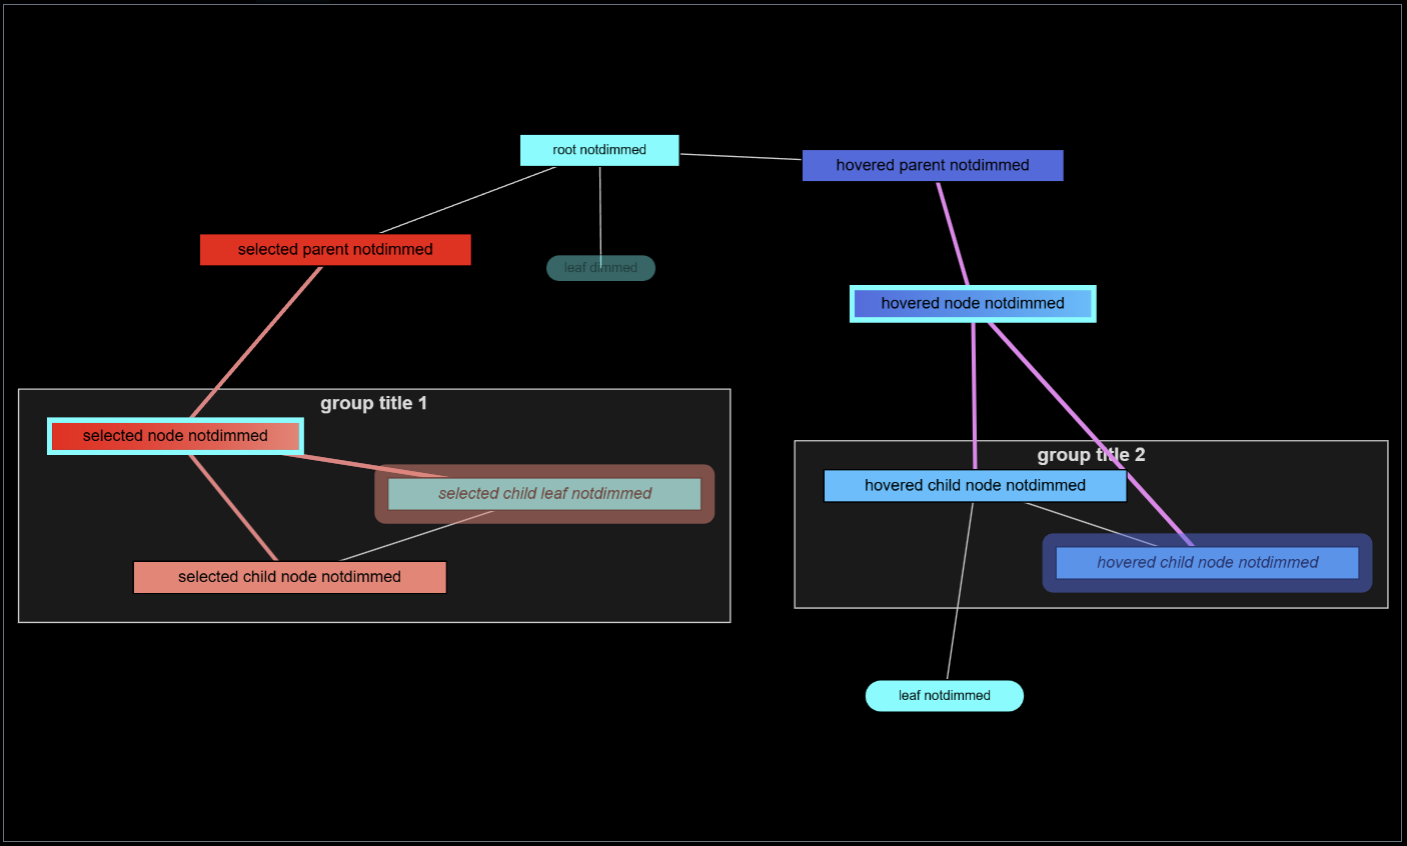 root notdimmed
hovered parent notdimmed
selected parent notdimmed
leaf dimmed
hovered node notdimmed
group title 1
selected node notdimmed
selected child leaf notdimmed
selected child node notdimmed
group title 2
hovered child node notdimmed
hovered child node notdimmed
leaf notdimmed